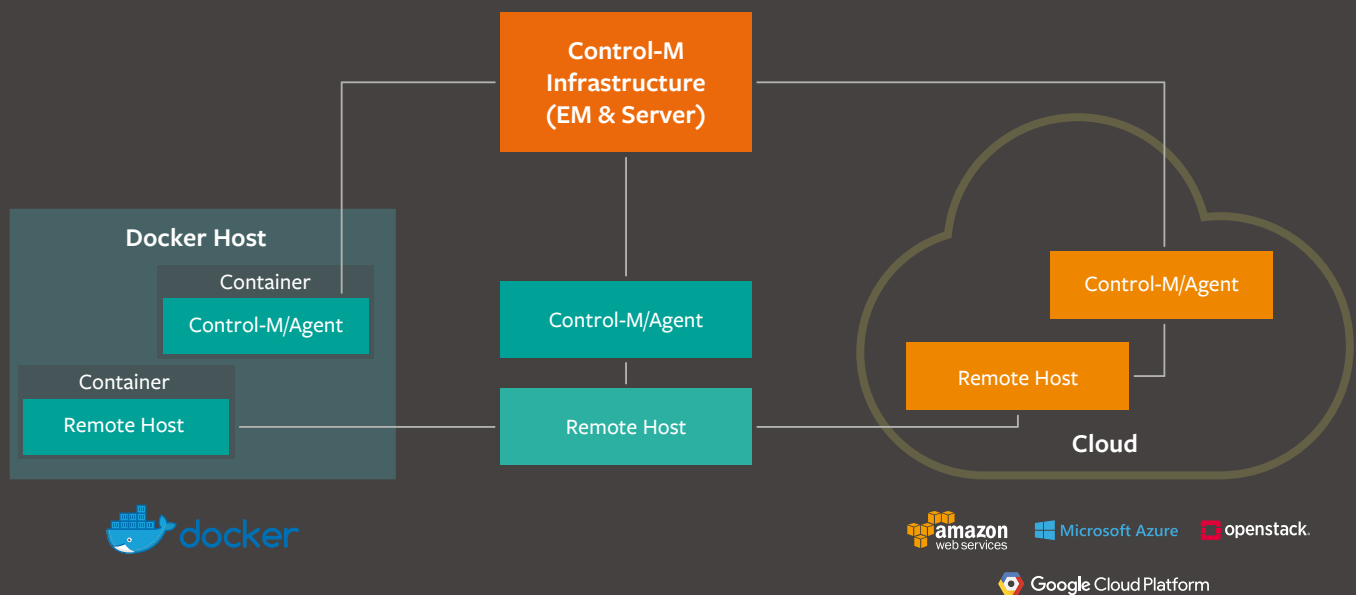 Control-M
Infrastructure
(EM & Server)
Docker Host
Container
Control-M/Agent
Container
Remote Host
Control-M/Agent
Remote Host
Control-M/Agent
Remote Host
Cloud
docker
amazon
web services
Microsoft Azure
openstack.
Google Cloud Platform